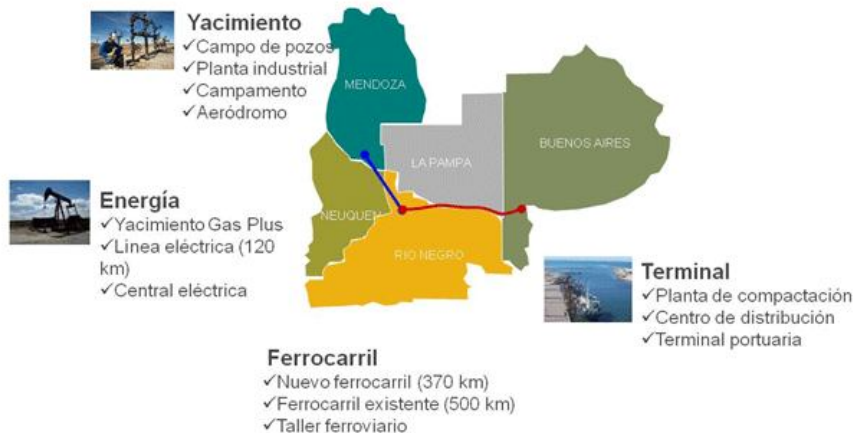 Yacimiento
✓Campo de pozos
✓Planta industrial
✓Campamento
✓Aeródromo
MENDOZA
LA PAMPA
BUENOS AIRES
NEUQUEN
RIO NEGRO
Energía
✓Yacimiento Gas Plus
✓Linea eléctrica (120
km)
✓Central eléctrica
Terminal
✓Planta de compactación
✓Centro de distribución
✓Terminal portuaria
Ferrocarril
✓Nuevo ferrocarril (370 km)
✓Ferrocarril existente (500 km)
✓Taller ferroviario